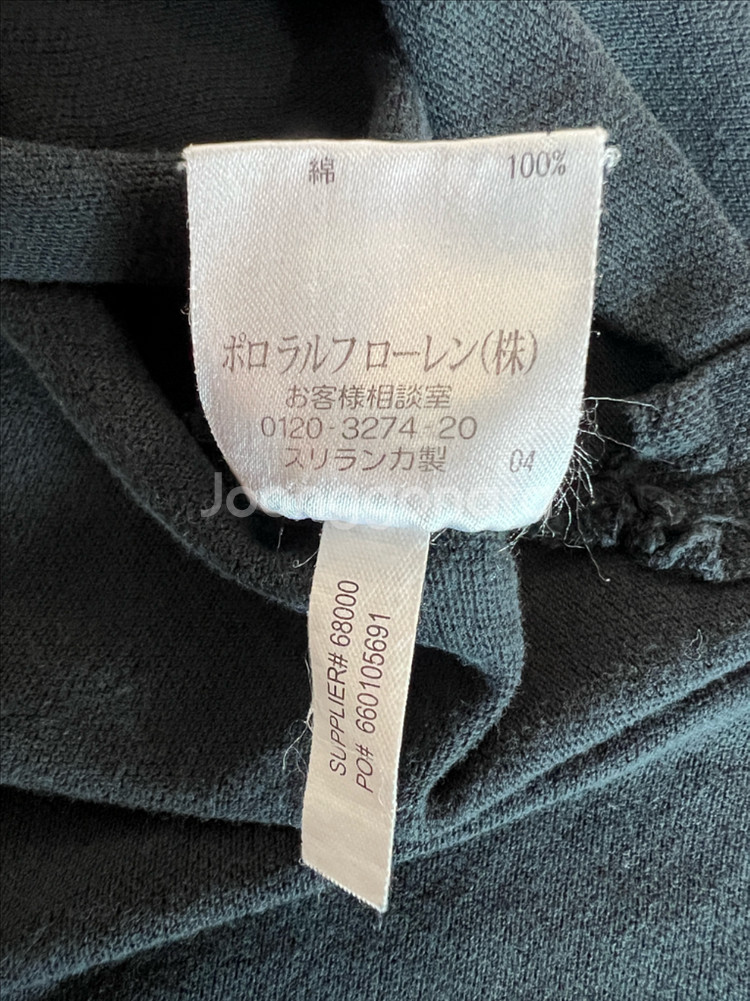 綿 100%
ポロ ラルフ ローレン(株)
お客様相談室
0120-3274-20
スリランカ製 04
SUPPLIER# 68000
PO# 660105691